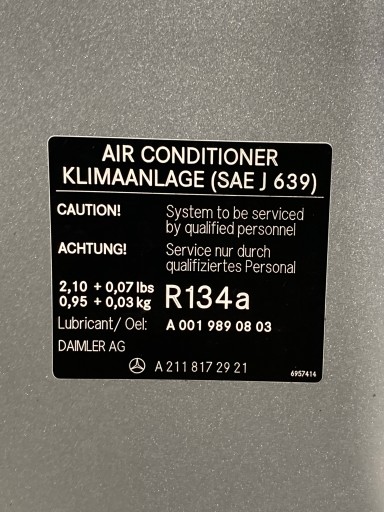 AIR CONDITIONER
KLIMAANLAGE (SAE J 639)
CAUTION! System to be serviced
by qualified personnel
ACHTUNG! Service nur durch
qualifiziertes Personal
2,10 + 0,07 lbs
0,95 + 0,03 kg R134a
Lubricant/ Oel: A 001 989 08 03
DAIMLER AG
A 211 817 29 21 6957414